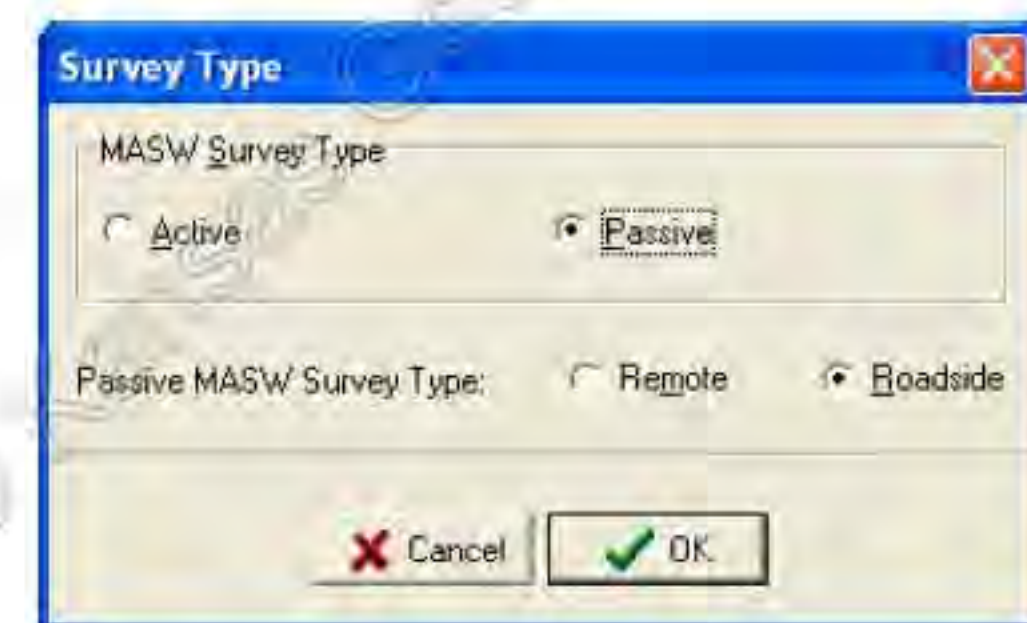 Survey Type
MASW Survey Type
Active Passive
Passive MASW Survey Type: Remote Roadside
Cancel OK